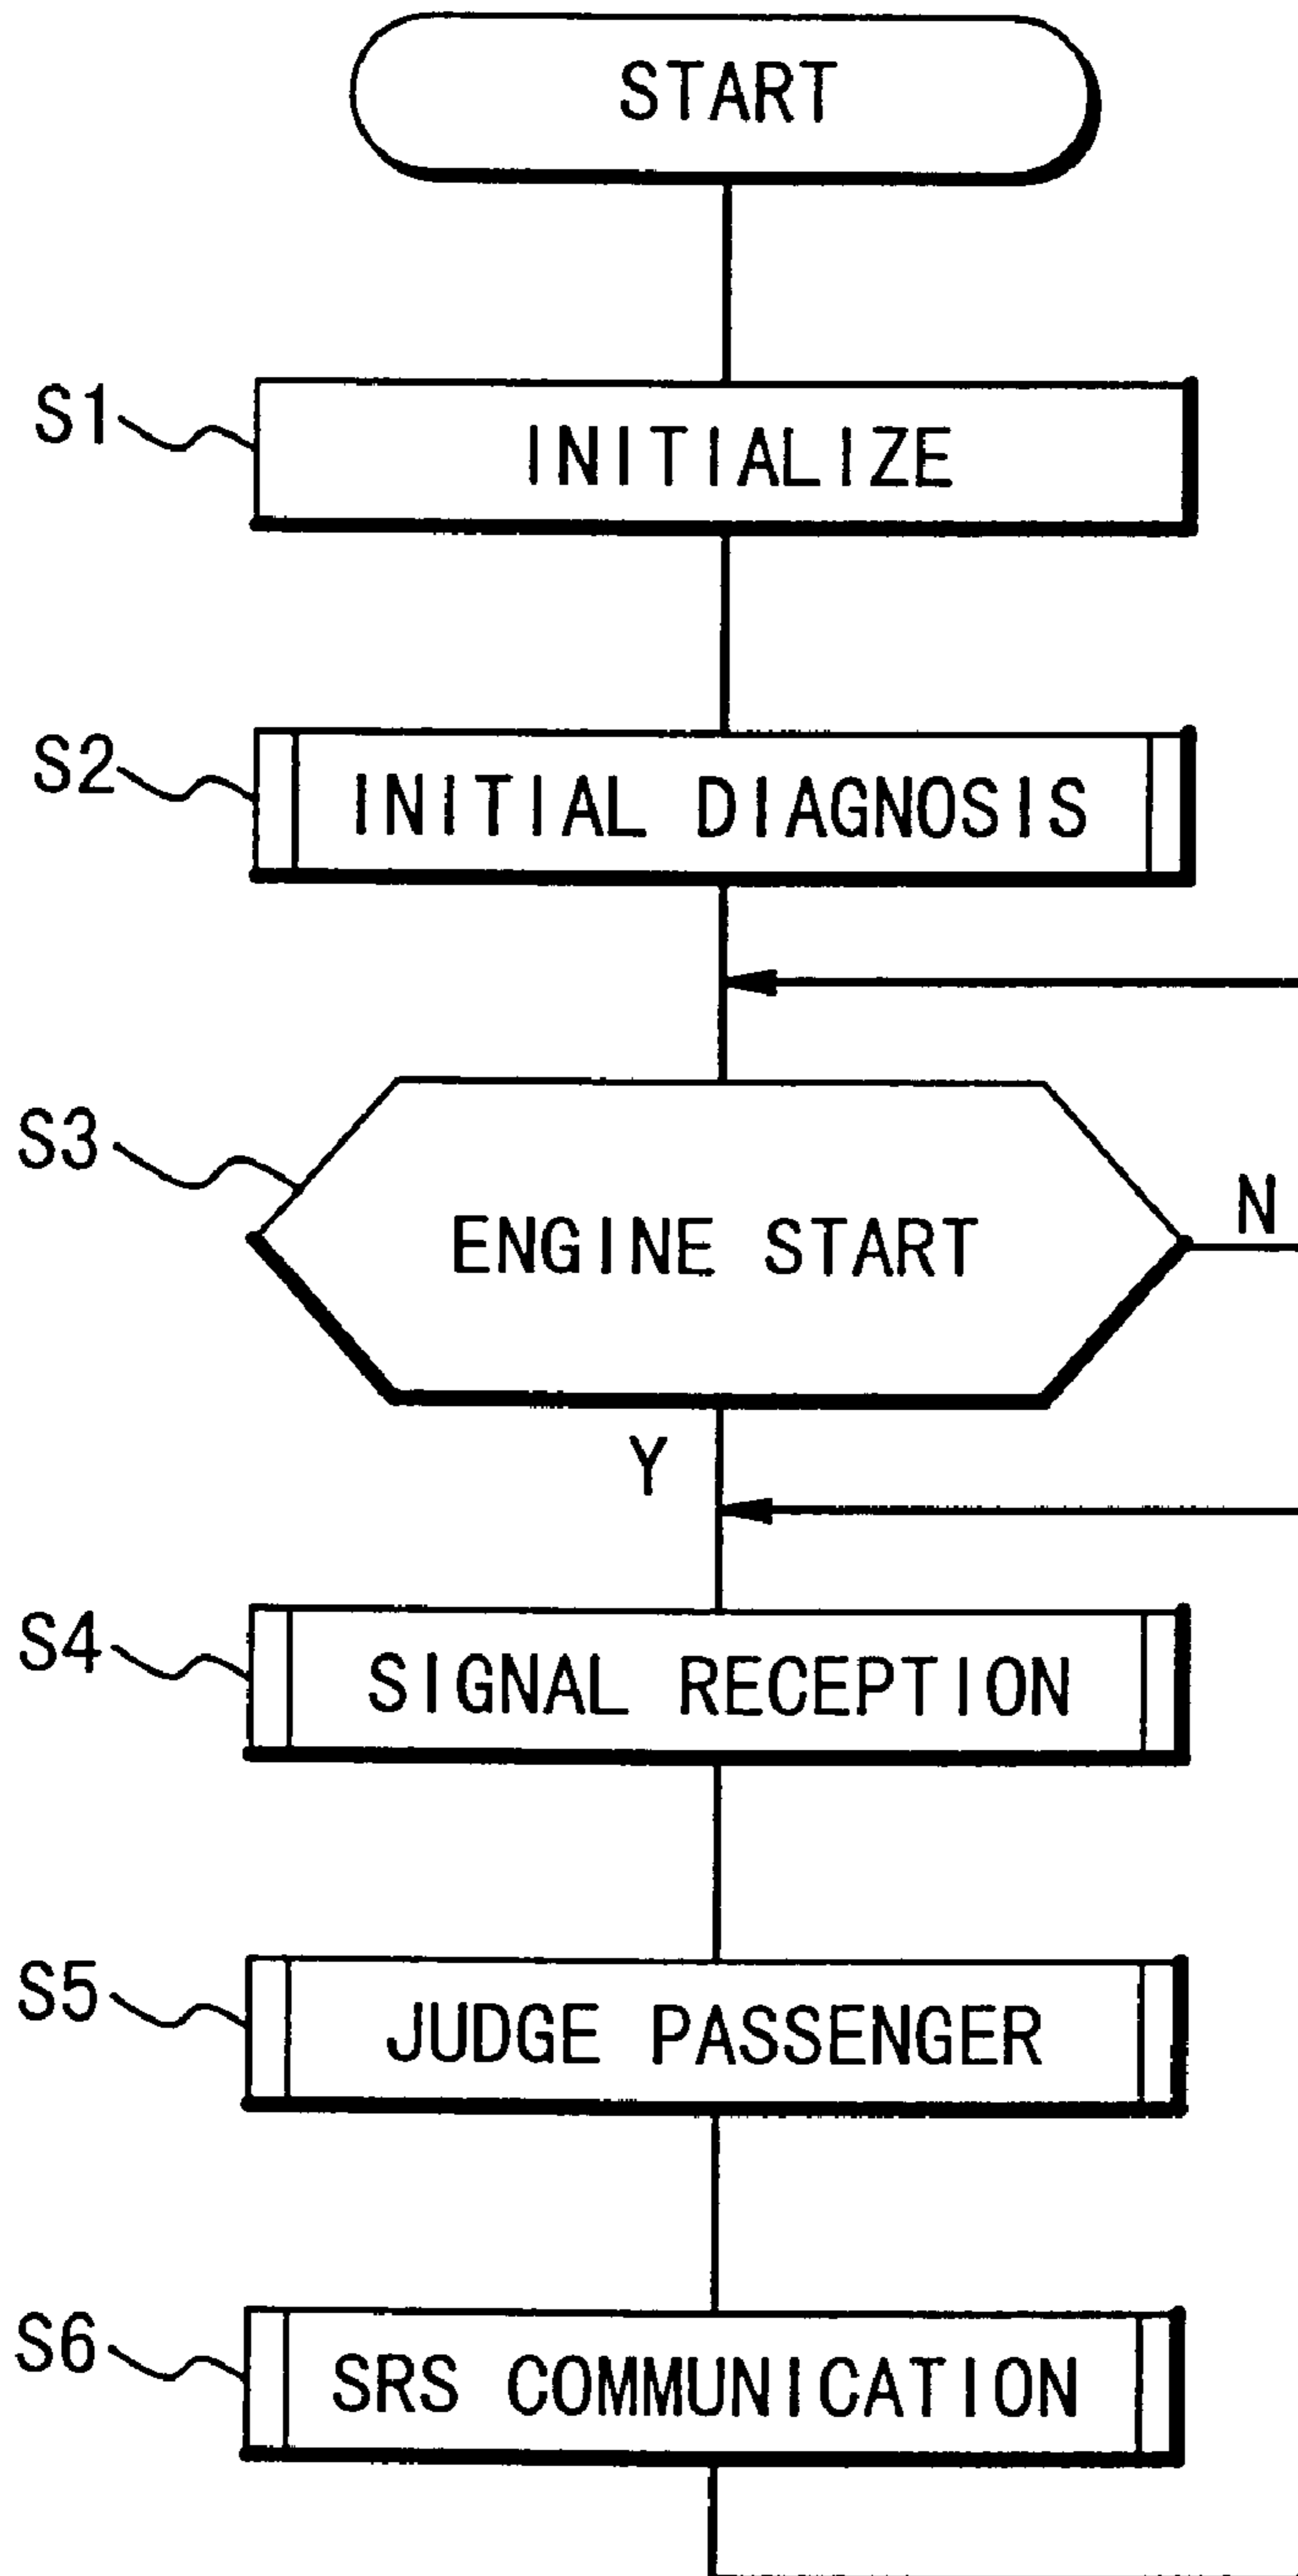 START
S1
INITIALIZE
S2
INITIAL DIAGNOSIS
S3
ENGINE START
N
Y
S4
SIGNAL RECEPTION
S5
JUDGE PASSENGER
S6
SRS COMMUNICATION